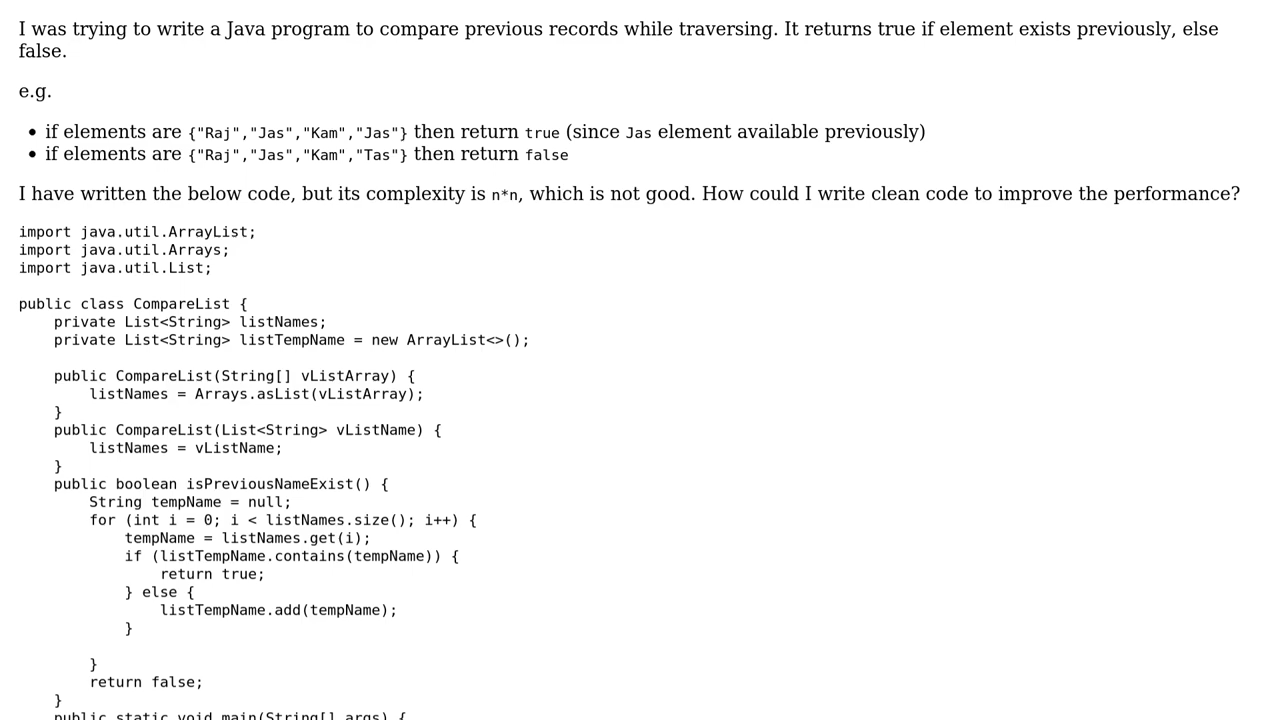 I was trying to write a Java program to compare previous records while traversing. It returns true if element exists previously, else
false.
e.g.
• if elements are {"Raj","Jas","Kam","Jas"} then return true (since Jas element available previously)
• if elements are {"Raj","Jas","Kam","Tas"} then return false
I have written the below code, but its complexity is n*n, which is not good. How could I write clean code to improve the performance?
import java.util.ArrayList;
import java.util.Arrays;
import java.util.List;
public class CompareList {
    private List<String> listNames;
    private List<String> listTempName = new ArrayList<>();
    public CompareList(String[] vListArray) {
        listNames = Arrays.asList(vListArray);
    }
    public CompareList(List<String> vListName) {
        listNames = vListName;
    }
    public boolean isPreviousNameExist() {
        String tempName = null;
        for (int i = 0; i < listNames.size(); i++) {
            tempName = listNames.get(i);
            if (listTempName.contains(tempName)) {
                return true;
            } else {
                listTempName.add(tempName);
            }
        }
        return false;
    }
    public static void main(String[] args) {